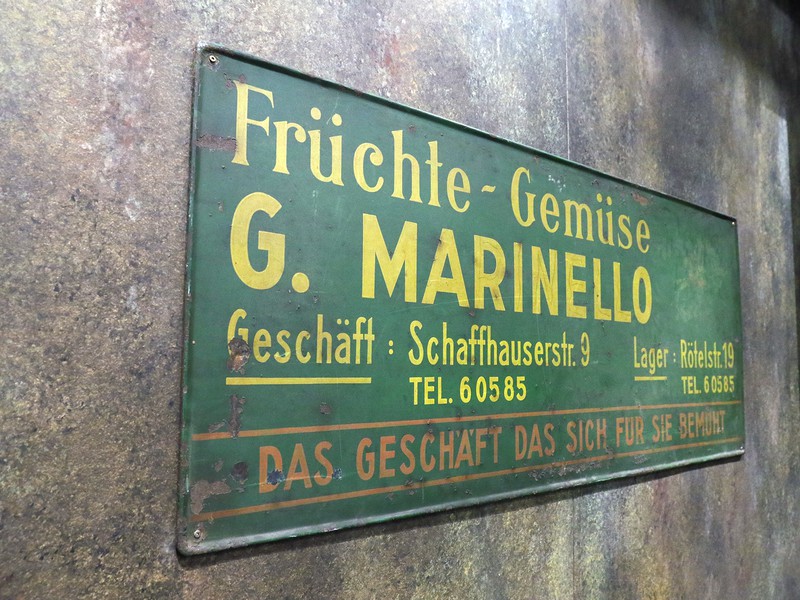 Früchte - Gemüse
G. MARINELLO
Geschäft : Schaffhauserstr. 9 Lager : Rötelstr. 19
TEL. 60585 TEL. 60585
DAS GESCHÄFT DAS SICH FÜR SIE BEMÜHT